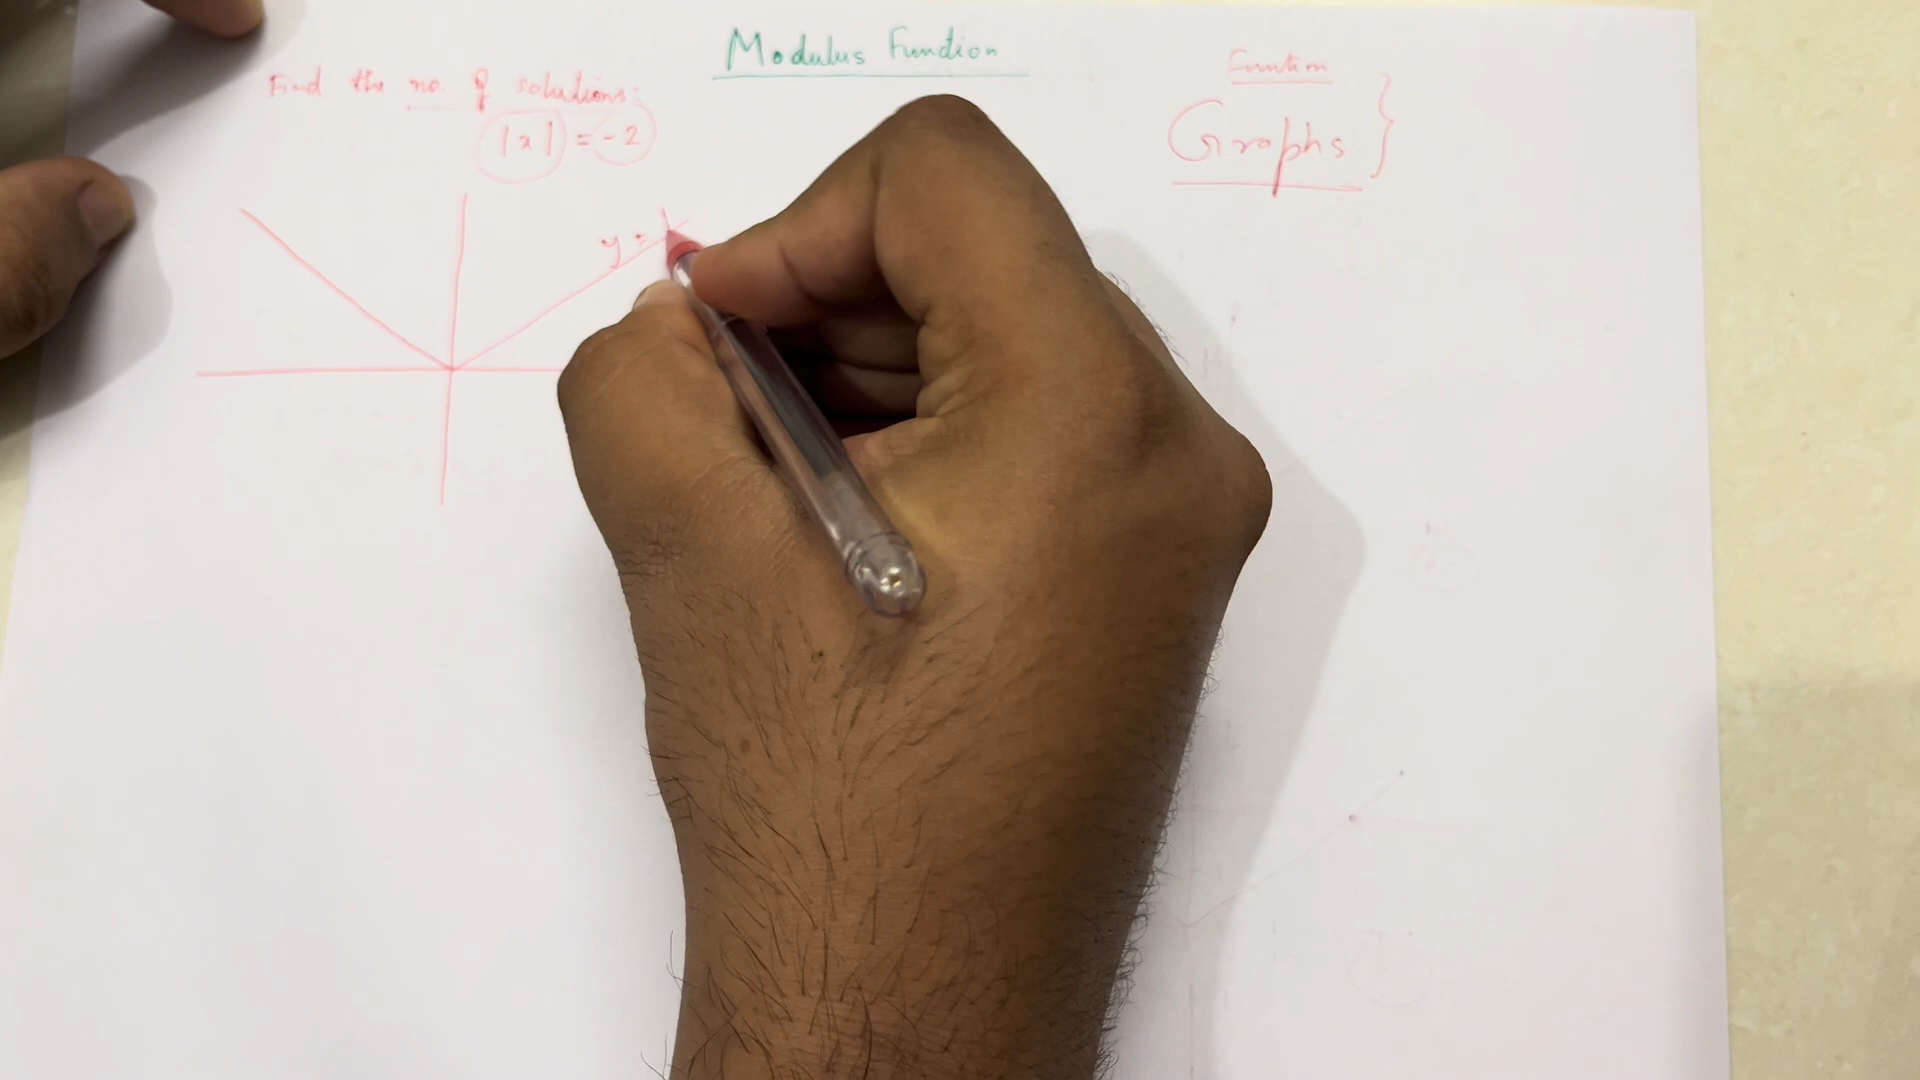 Modulus Function
Find the no. of solutions:
|x| = -2
Function
Graphs }
y =